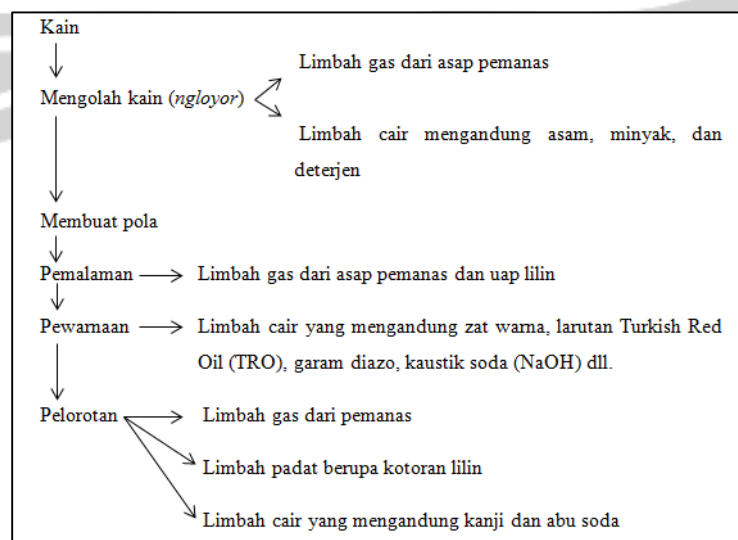 Kain
Limbah gas dari asap pemanas
Mengolah kain (ngloyor)
Limbah cair mengandung asam, minyak, dan
deterjen
Membuat pola
Pemalaman
Limbah gas dari asap pemanas dan uap lilin
Pewarnaan
Limbah cair yang mengandung zat warna, larutan Turkish Red
Oil (TRO), garam diazo, kaustik soda (NaOH) dll.
Pelorotan
Limbah gas dari pemanas
Limbah padat berupa kotoran lilin
Limbah cair yang mengandung kanji dan abu soda